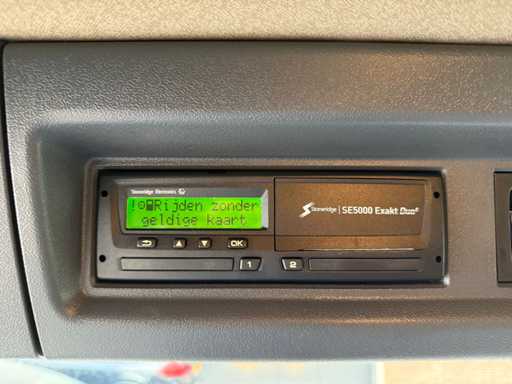 Stoneridge Electronics
!Rijden zonder
geldige kaart
Stoneridge | SE5000 Exakt Duo²
OK
1
2